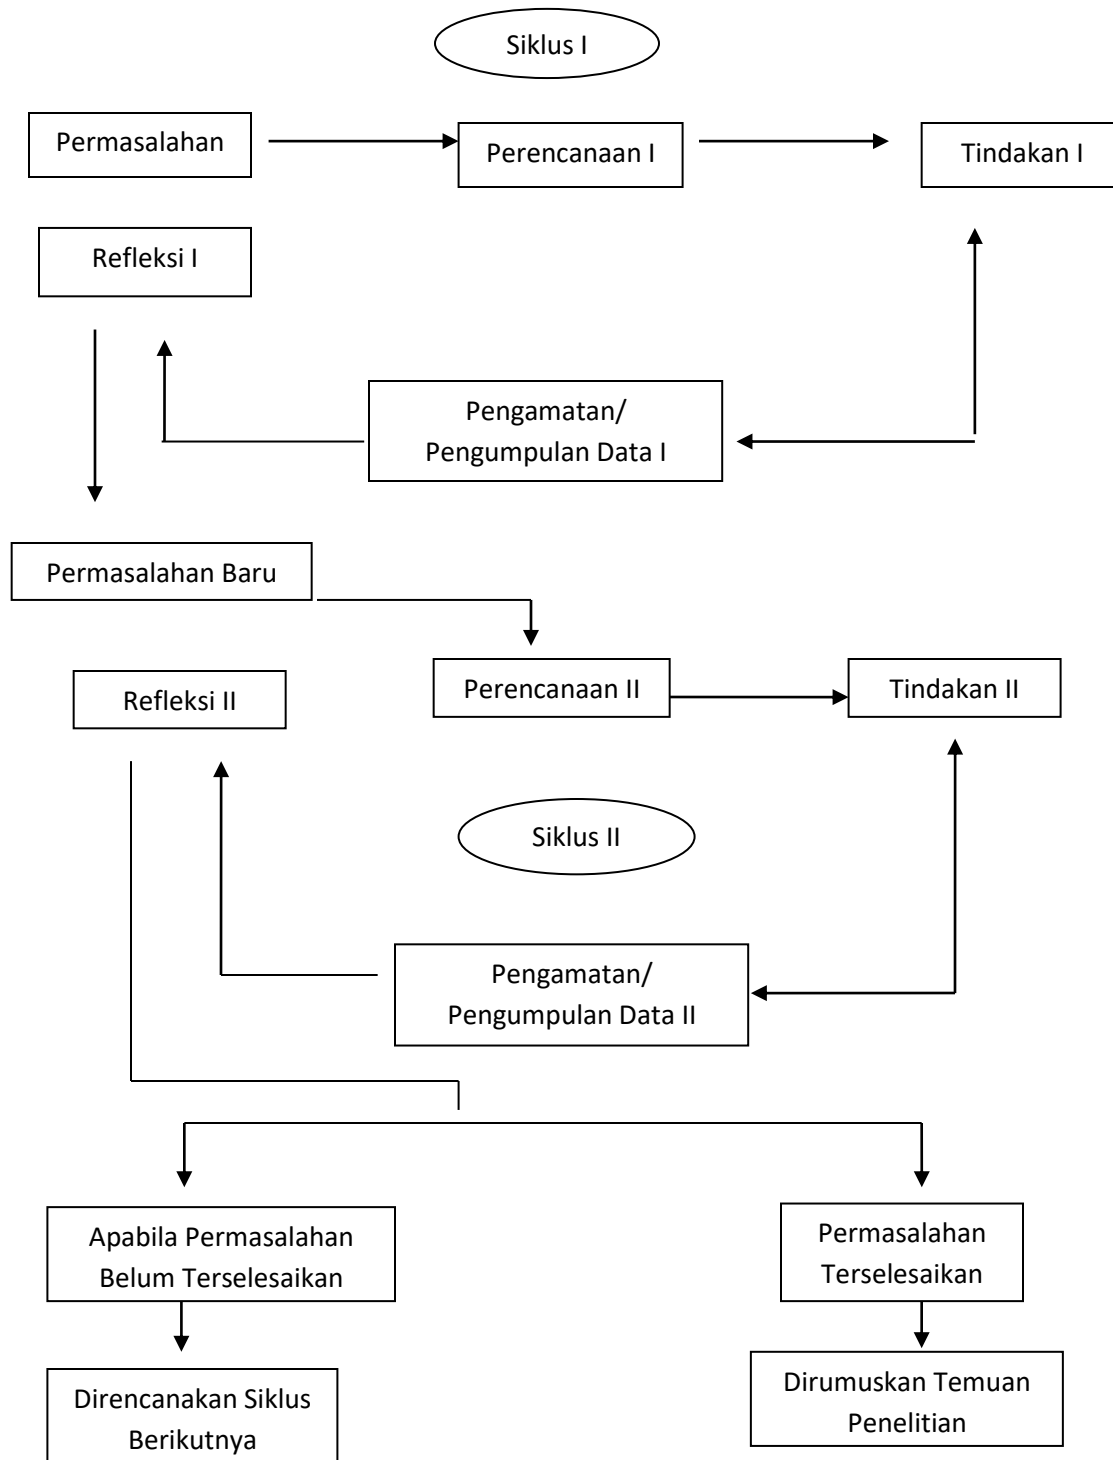 Siklus I
Permasalahan
Perencanaan I
Tindakan I
Refleksi I
Pengamatan/
Pengumpulan Data I
Permasalahan Baru
Refleksi II
Perencanaan II
Tindakan II
Siklus II
Pengamatan/
Pengumpulan Data II
Apabila Permasalahan
Belum Terselesaikan
Permasalahan
Terselesaikan
Direncanakan Siklus
Berikutnya
Dirumuskan Temuan
Penelitian